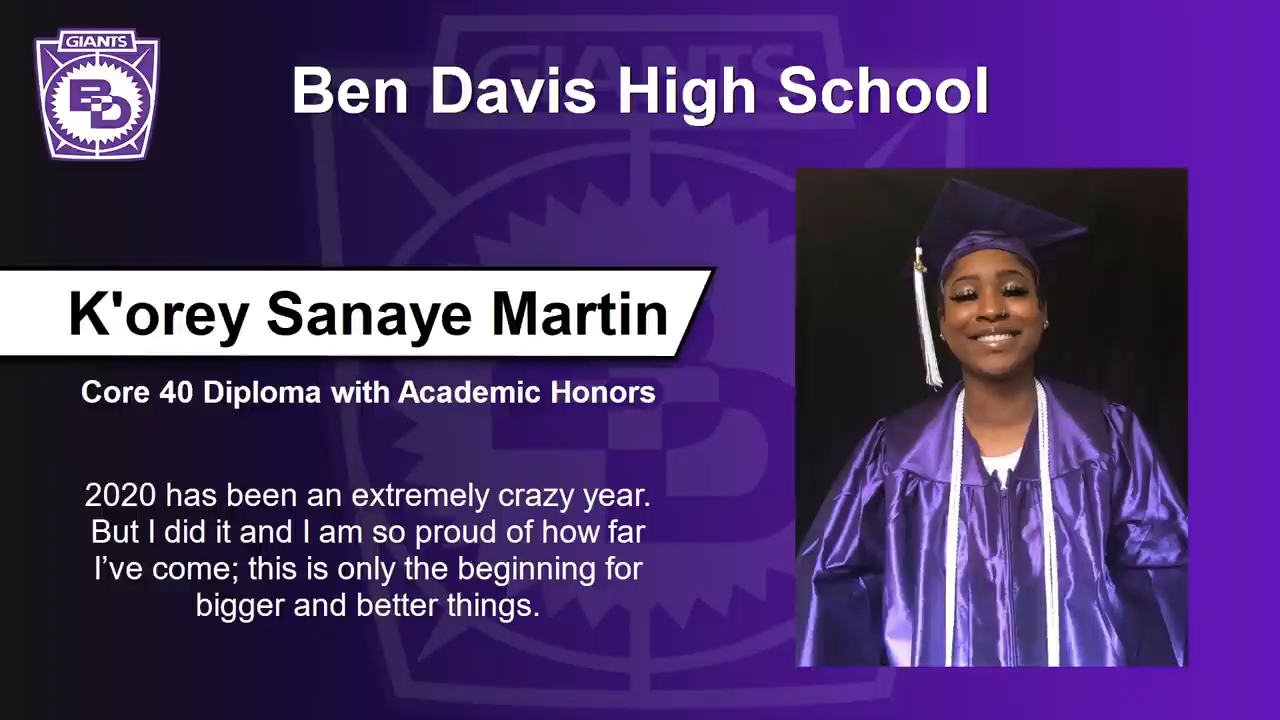 GIANTS
BD
Ben Davis High School
GIANTS
K'orey Sanaye Martin
Core 40 Diploma with Academic Honors
2020 has been an extremely crazy year.
But I did it and I am so proud of how far
I’ve come; this is only the beginning for
bigger and better things.